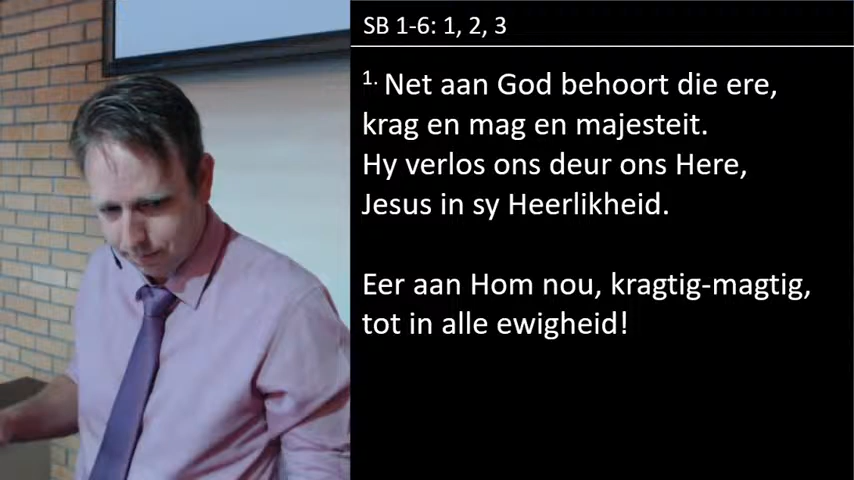 SB 1-6: 1, 2, 3
1. Net aan God behoort die ere,
krag en mag en majesteit.
Hy verlos ons deur ons Here,
Jesus in sy Heerlikheid.
Eer aan Hom nou, kragtig-magtig,
tot in alle ewigheid!